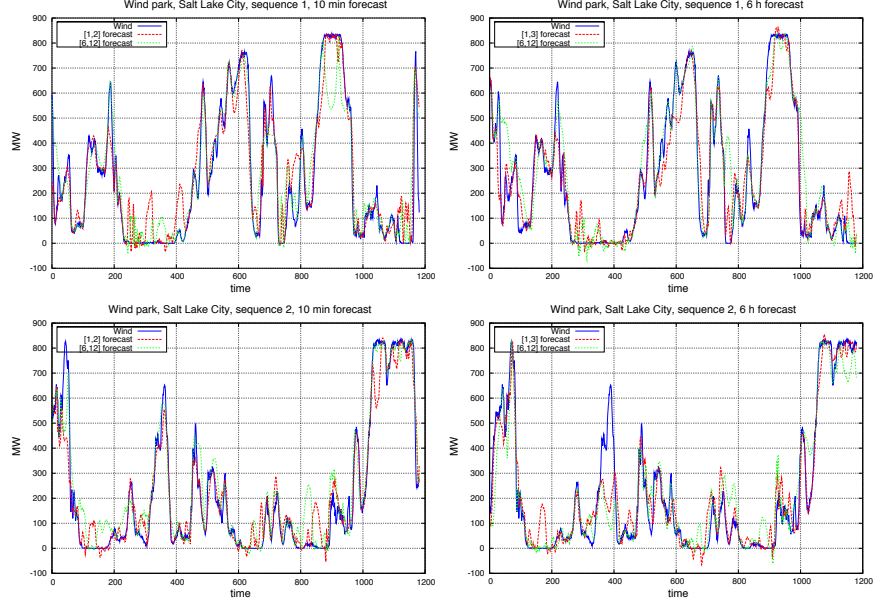 Wind park, Salt Lake City, sequence 1, 10 min forecast
Wind
[1,2] forecast
[6,12] forecast
900
800
700
600
500
400
300
200
100
0
-100
MW
0 200 400 600 800 1000 1200
time
Wind park, Salt Lake City, sequence 1, 6 h forecast
Wind
[1,3] forecast
[6,12] forecast
900
800
700
600
500
400
300
200
100
0
-100
MW
0 200 400 600 800 1000 1200
time
Wind park, Salt Lake City, sequence 2, 10 min forecast
Wind
[1,2] forecast
[6,12] forecast
900
800
700
600
500
400
300
200
100
0
-100
MW
0 200 400 600 800 1000 1200
time
Wind park, Salt Lake City, sequence 2, 6 h forecast
Wind
[1,3] forecast
[6,12] forecast
900
800
700
600
500
400
300
200
100
0
-100
MW
0 200 400 600 800 1000 1200
time